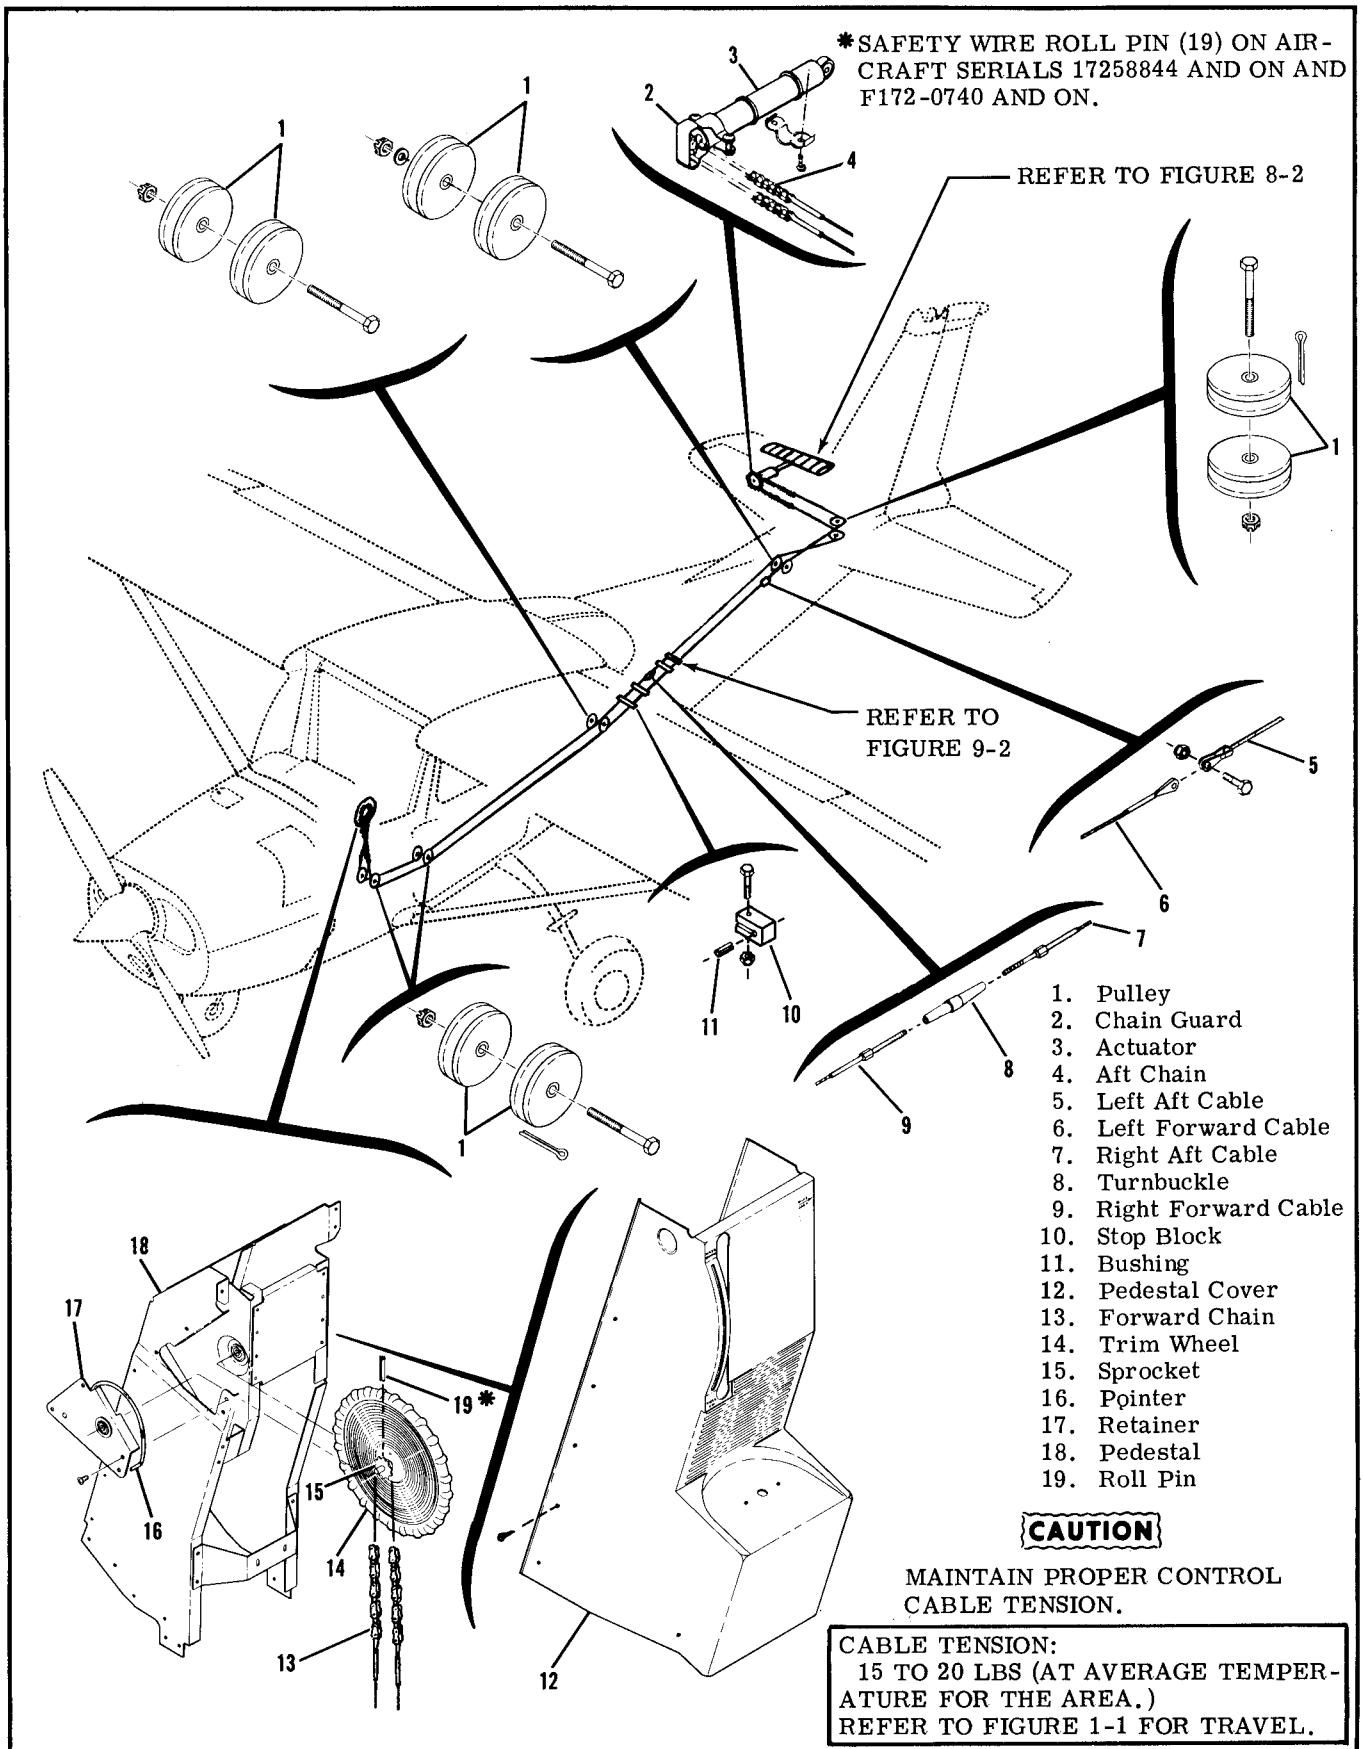 *SAFETY WIRE ROLL PIN (19) ON AIR-
CRAFT SERIALS 17258844 AND ON AND
F172-0740 AND ON.
3
2
1
1
4
REFER TO FIGURE 8-2
1
REFER TO
FIGURE 9-2
5
6
7
11
10
8
9
1
1. Pulley
2. Chain Guard
3. Actuator
4. Aft Chain
5. Left Aft Cable
6. Left Forward Cable
7. Right Aft Cable
8. Turnbuckle
9. Right Forward Cable
10. Stop Block
11. Bushing
12. Pedestal Cover
13. Forward Chain
14. Trim Wheel
15. Sprocket
16. Pointer
17. Retainer
18. Pedestal
19. Roll Pin
18
17
19*
15
16
14
13
12
CAUTION
MAINTAIN PROPER CONTROL
CABLE TENSION.
CABLE TENSION:
15 TO 20 LBS (AT AVERAGE TEMPER-
ATURE FOR THE AREA.)
REFER TO FIGURE 1-1 FOR TRAVEL.